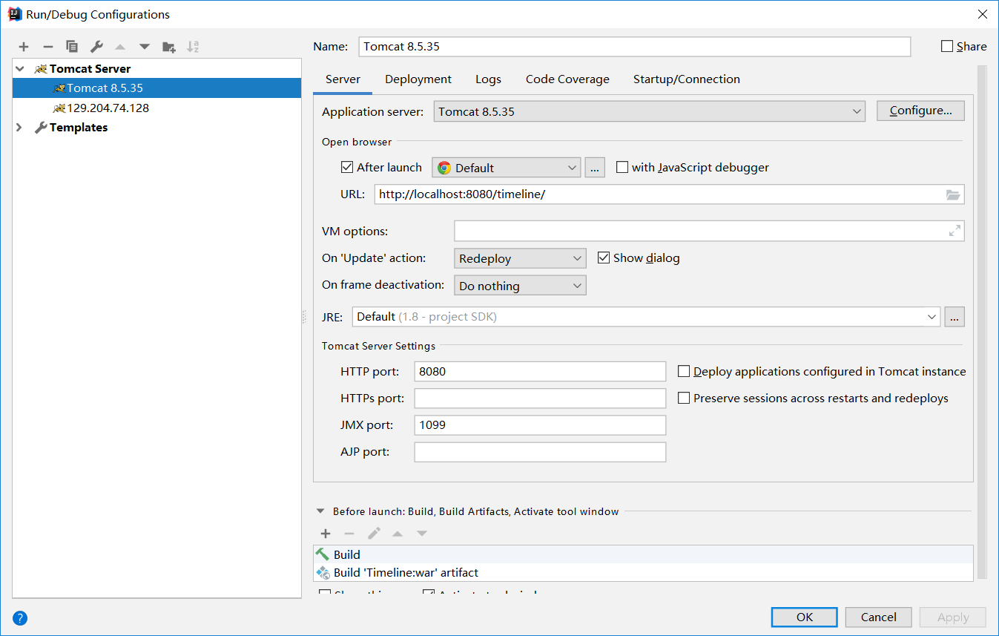 Run/Debug Configurations
Name: Tomcat 8.5.35 Share
Tomcat Server
Tomcat 8.5.35
129.204.74.128
Templates
Server Deployment Logs Code Coverage Startup/Connection
Application server: Tomcat 8.5.35 Configure...
Open browser
After launch Default ... with JavaScript debugger
URL: http://localhost:8080/timeline/
VM options:
On 'Update' action: Redeploy Show dialog
On frame deactivation: Do nothing
JRE: Default (1.8 - project SDK) ...
Tomcat Server Settings
HTTP port: 8080 Deploy applications configured in Tomcat instance
HTTPs port: Preserve sessions across restarts and redeploys
JMX port: 1099
AJP port:
Before launch: Build, Build Artifacts, Activate tool window
Build
Build 'Timeline:war' artifact
? OK Cancel Apply